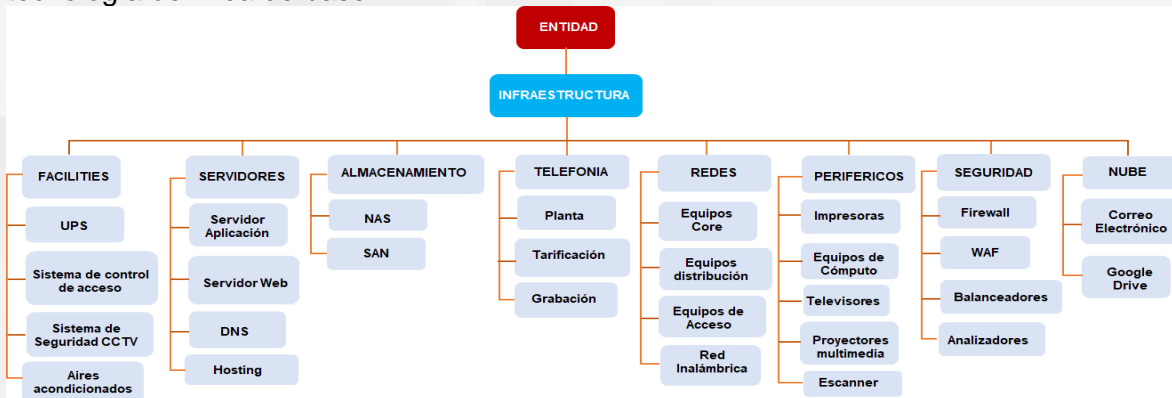 ENTIDAD
INFRAESTRUCTURA
FACILITIES
UPS
Sistema de control
de acceso
Sistema de
Seguridad CCTV
Aires
acondicionados
SERVIDORES
Servidor
Aplicación
Servidor Web
DNS
Hosting
ALMACENAMIENTO
NAS
SAN
TELEFONIA
Planta
Tarificación
Grabación
REDES
Equipos
Core
Equipos
distribución
Equipos de
Acceso
Red
Inalámbrica
PERIFERICOS
Impresoras
Equipos de
Cómputo
Televisores
Proyectores
multimedia
Escanner
SEGURIDAD
Firewall
WAF
Balanceadores
Analizadores
NUBE
Correo
Electrónico
Google
Drive